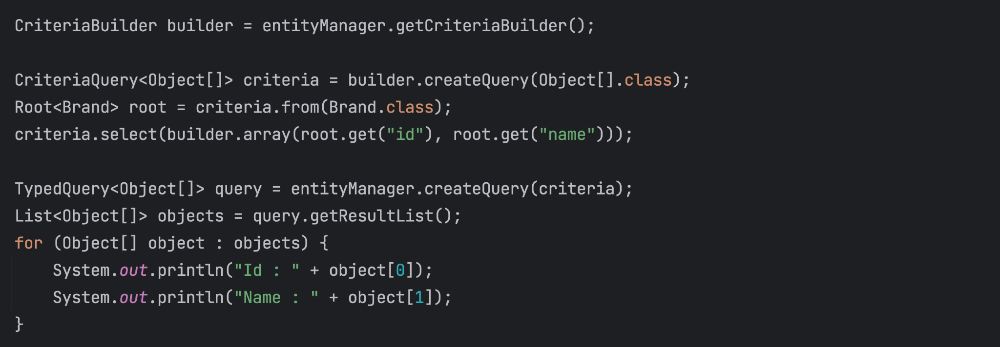 CriteriaBuilder builder = entityManager.getCriteriaBuilder();
CriteriaQuery<Object[]> criteria = builder.createQuery(Object[].class);
Root<Brand> root = criteria.from(Brand.class);
criteria.select(builder.array(root.get("id"), root.get("name")));
TypedQuery<Object[]> query = entityManager.createQuery(criteria);
List<Object[]> objects = query.getResultList();
for (Object[] object : objects) {
    System.out.println("Id : " + object[0]);
    System.out.println("Name : " + object[1]);
}